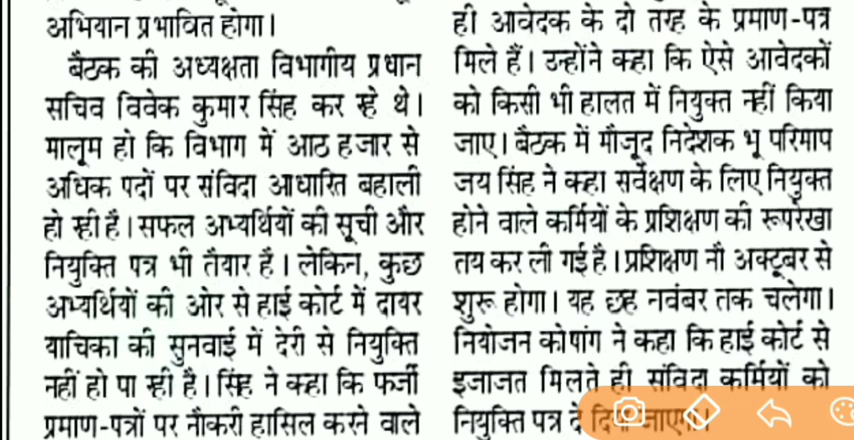 अभियान प्रभावित होगा।
बैठक की अध्यक्षता विभागीय प्रधान
सचिव विवेक कुमार सिंह कर रहे थे।
मालूम हो कि विभाग में आठ हजार से
अधिक पदों पर संविदा आधारित बहाली
हो रही है। सफल अभ्यर्थियों की सूची और
नियुक्ति पत्र भी तैयार है। लेकिन, कुछ
अभ्यर्थियों की ओर से हाई कोर्ट में दायर
याचिका की सुनवाई में देरी से नियुक्ति
नहीं हो पा रही है। सिंह ने कहा कि फर्जी
प्रमाण-पत्रों पर नौकरी हासिल करने वाले
ही आवेदक के दो तरह के प्रमाण-पत्र
मिले हैं। उन्होंने कहा कि ऐसे आवेदकों
को किसी भी हालत में नियुक्त नहीं किया
जाए। बैठक में मौजूद निदेशक भू परिमाप
जय सिंह ने कहा सर्वेक्षण के लिए नियुक्त
होने वाले कर्मियों के प्रशिक्षण की रूपरेखा
तय कर ली गई है। प्रशिक्षण नौ अक्टूबर से
शुरू होगा। यह छह नवंबर तक चलेगा।
नियोजन कोषांग ने कहा कि हाई कोर्ट से
इजाजत मिलते ही संविदा कर्मियों को
नियुक्ति पत्र दे दिया जाएगा।